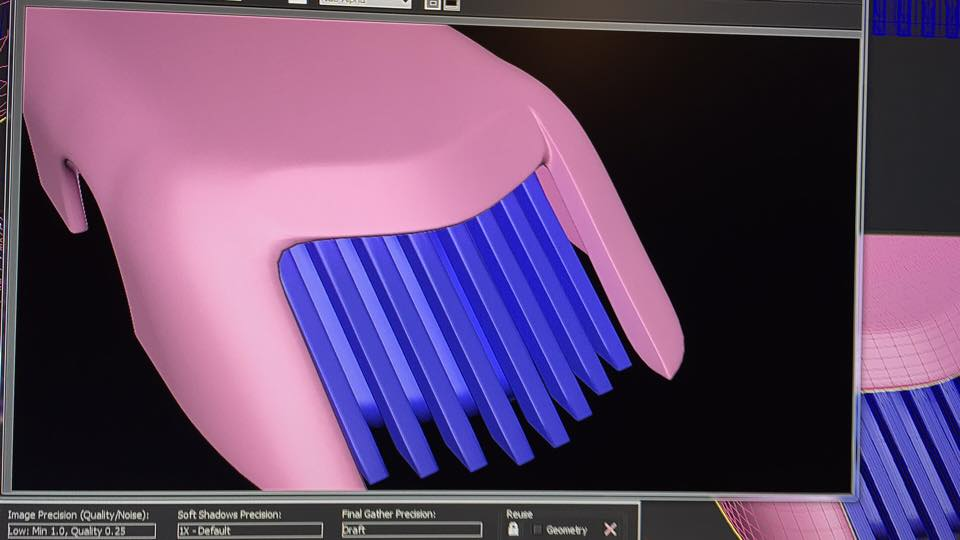 Image Precision (Quality/Noise):
Low: Min 1.0, Quality 0.25
Soft Shadows Precision:
1X - Default
Final Gather Precision:
Draft
Reuse
Geometry